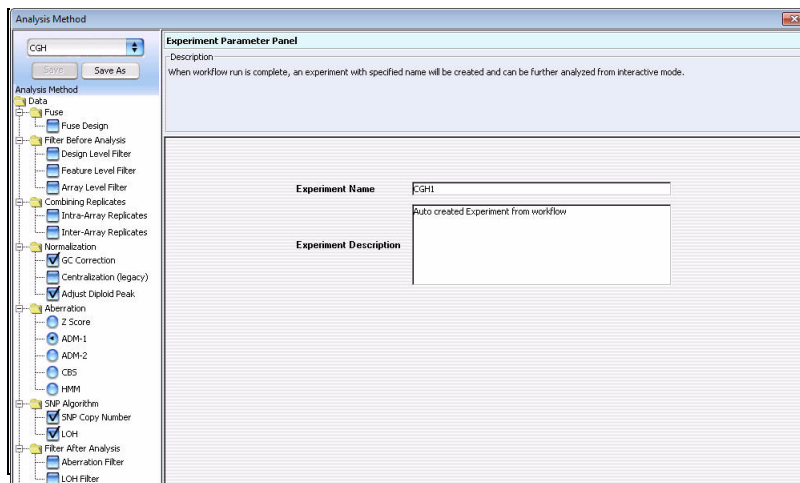 Analysis Method
CGH
Save
Save As
Analysis Method
Data
Fuse
Fuse Design
Filter Before Analysis
Design Level Filter
Feature Level Filter
Array Level Filter
Combining Replicates
Intra-Array Replicates
Inter-Array Replicates
Normalization
GC Correction
Centralization (legacy)
Adjust Diploid Peak
Aberration
Z Score
ADM-1
ADM-2
CBS
HMM
SNP Algorithm
SNP Copy Number
LOH
Filter After Analysis
Aberration Filter
LOH Filter
Experiment Parameter Panel
Description
When workflow run is complete, an experiment with specified name will be created and can be further analyzed from interactive mode.
Experiment Name
CGH1
Experiment Description
Auto created Experiment from workflow